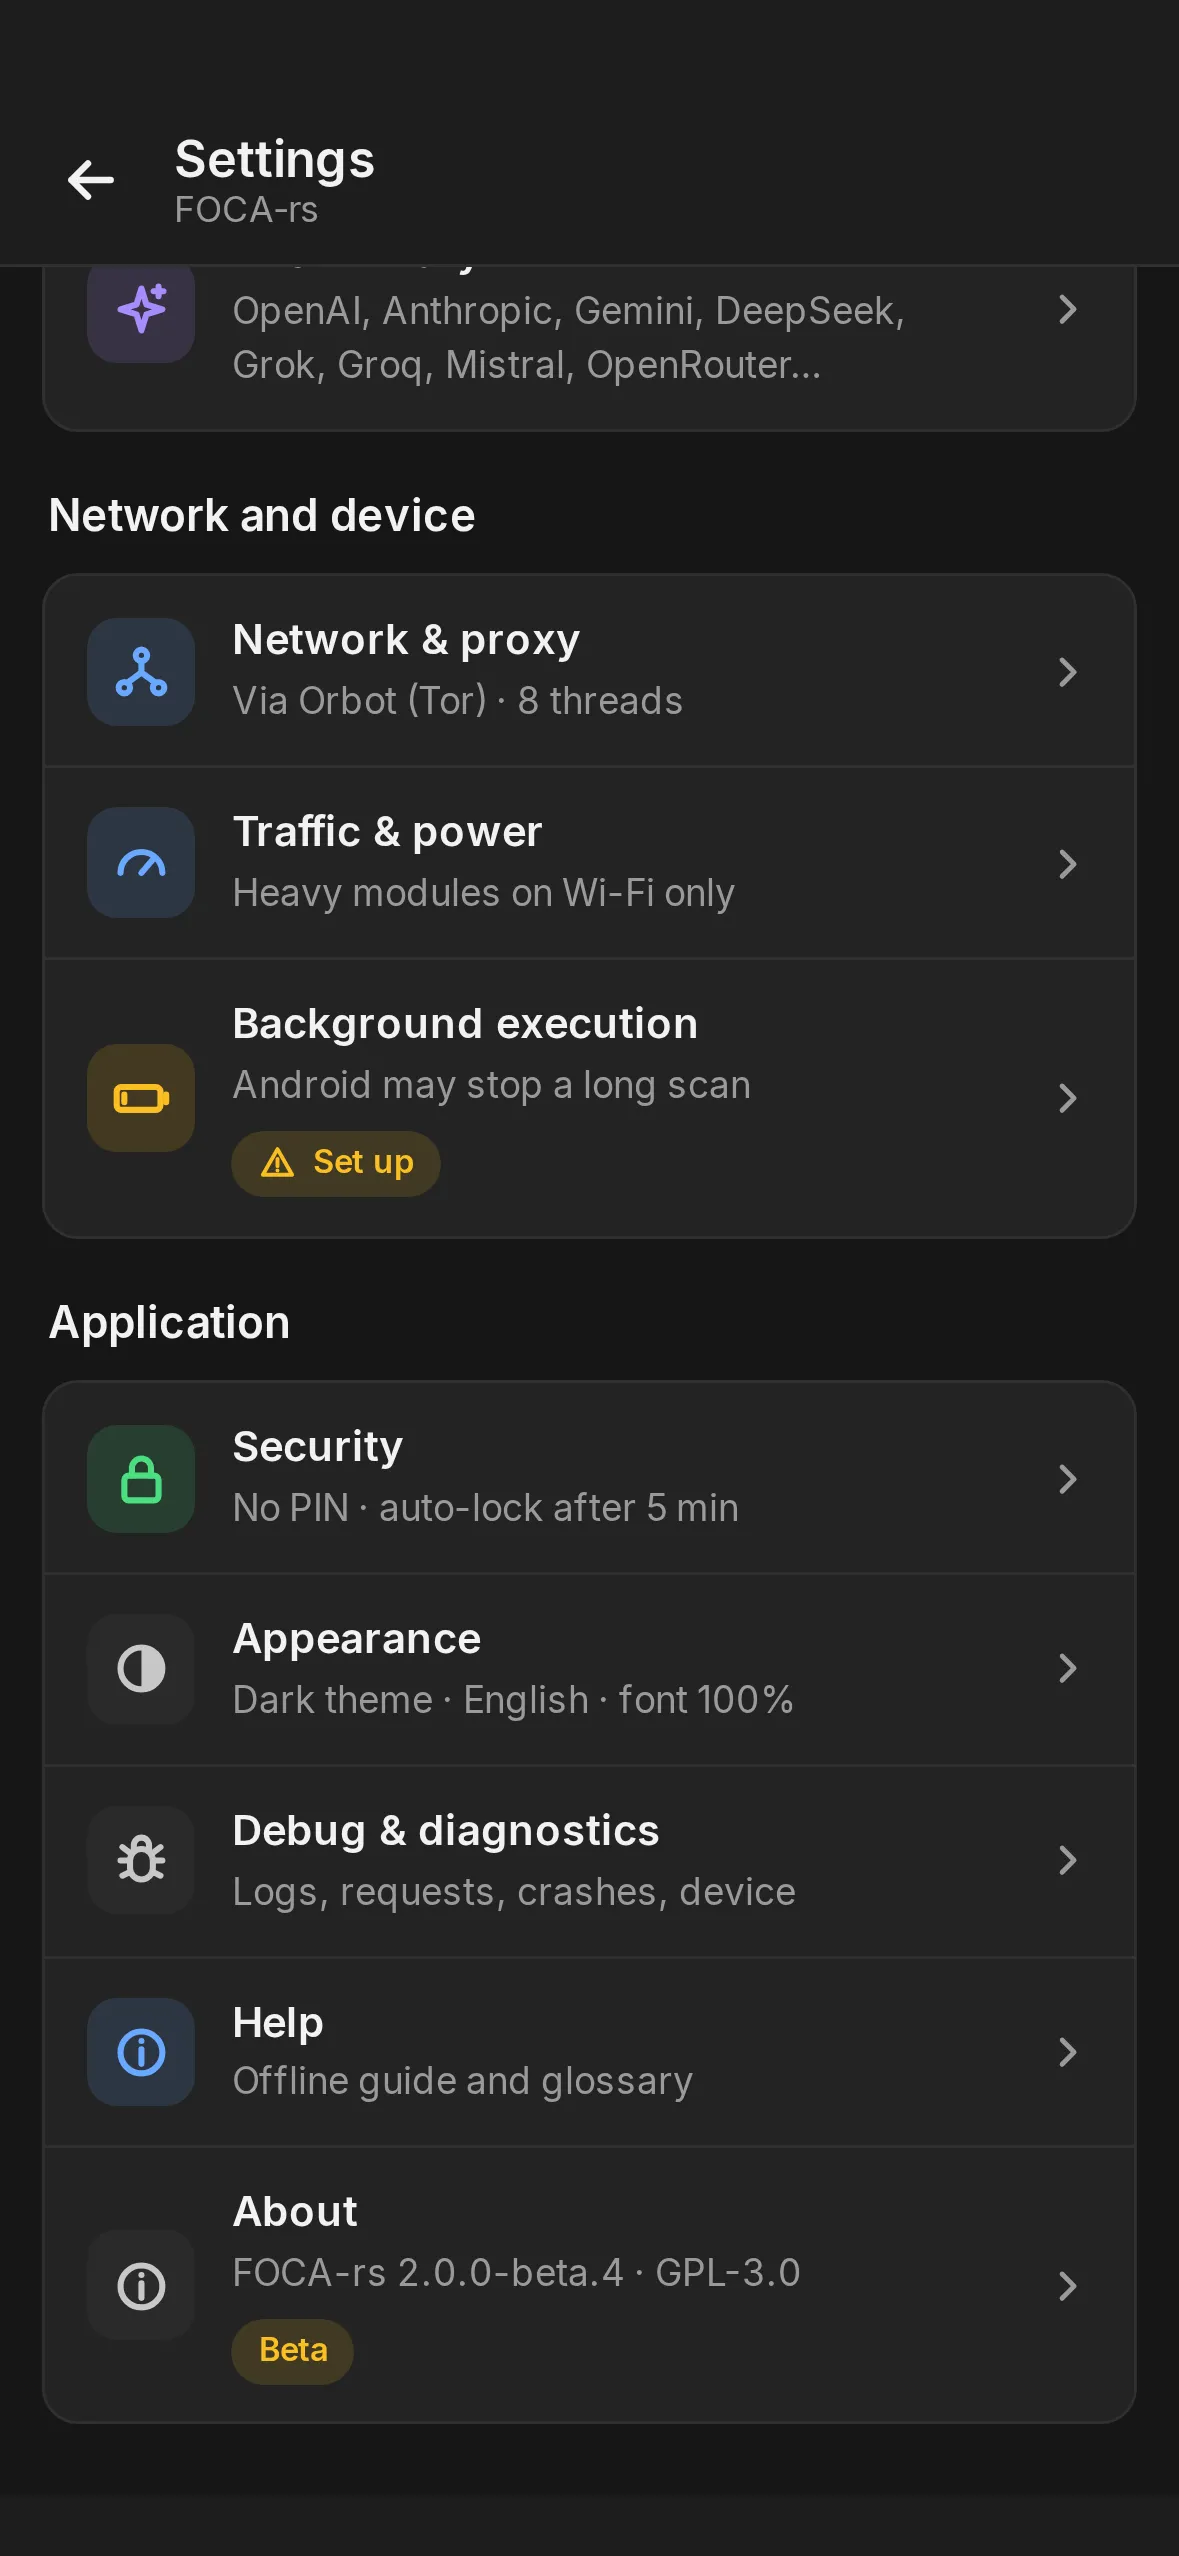 Settings
FOCA-rs
OpenAI, Anthropic, Gemini, DeepSeek,
Grok, Groq, Mistral, OpenRouter...
Network and device
Network & proxy
Via Orbot (Tor) · 8 threads
Traffic & power
Heavy modules on Wi-Fi only
Background execution
Android may stop a long scan
Set up
Application
Security
No PIN · auto-lock after 5 min
Appearance
Dark theme · English · font 100%
Debug & diagnostics
Logs, requests, crashes, device
Help
Offline guide and glossary
About
FOCA-rs 2.0.0-beta.4 · GPL-3.0
Beta